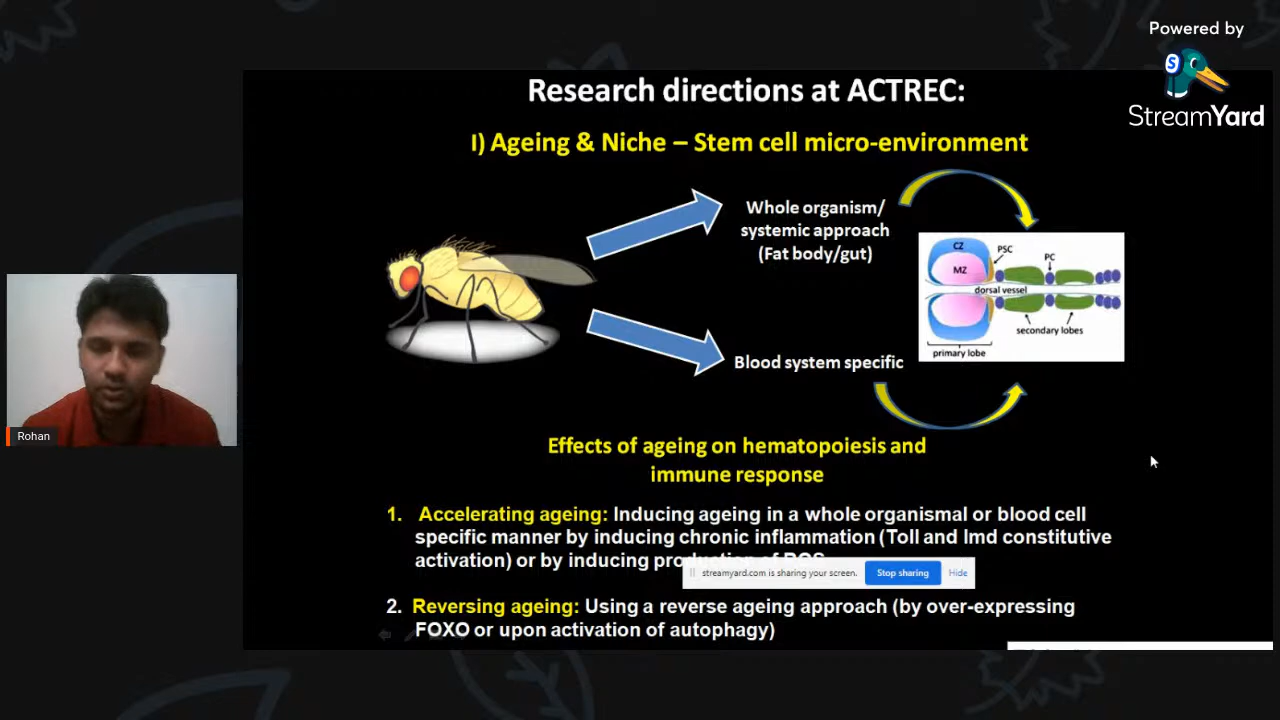 Powered by
S
StreamYard
Research directions at ACTREC:
I) Ageing & Niche – Stem cell micro-environment
Whole organism/
systemic approach
(Fat body/gut)
CZ
PSC
MZ
PC
dorsal vessel
secondary lobes
primary lobe
Blood system specific
Rohan
Effects of ageing on hematopoiesis and
immune response
1. Accelerating ageing: Inducing ageing in a whole organismal or blood cell
specific manner by inducing chronic inflammation (Toll and Imd constitutive
activation) or by inducing production of ROS
streamyard.com is sharing your screen.
Stop sharing
Hide
2. Reversing ageing: Using a reverse ageing approach (by over-expressing
FOXO or upon activation of autophagy)